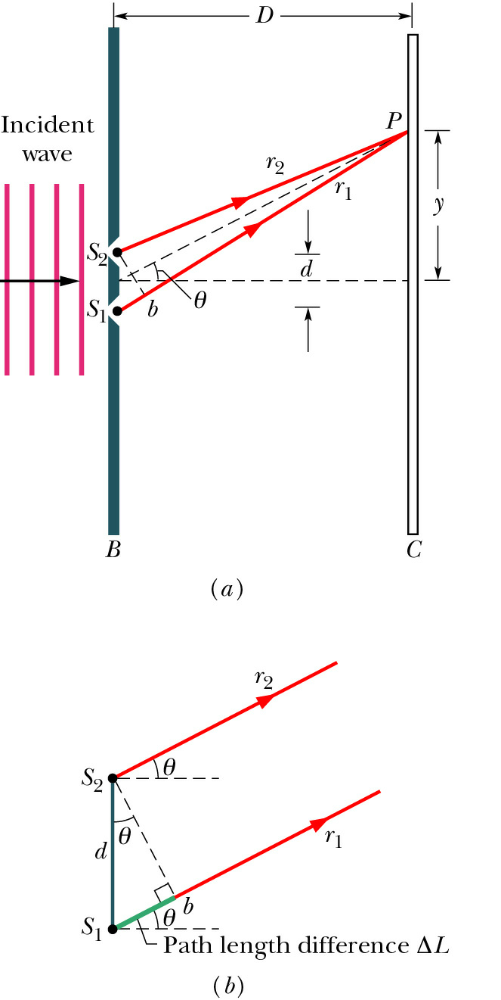 D
Incident
wave
P
r2
r1
y
S2
d
θ
b
S1
B
C
(a)
r2
S2
θ
θ
d
r1
b
θ
S1
Path length difference ΔL
(b)